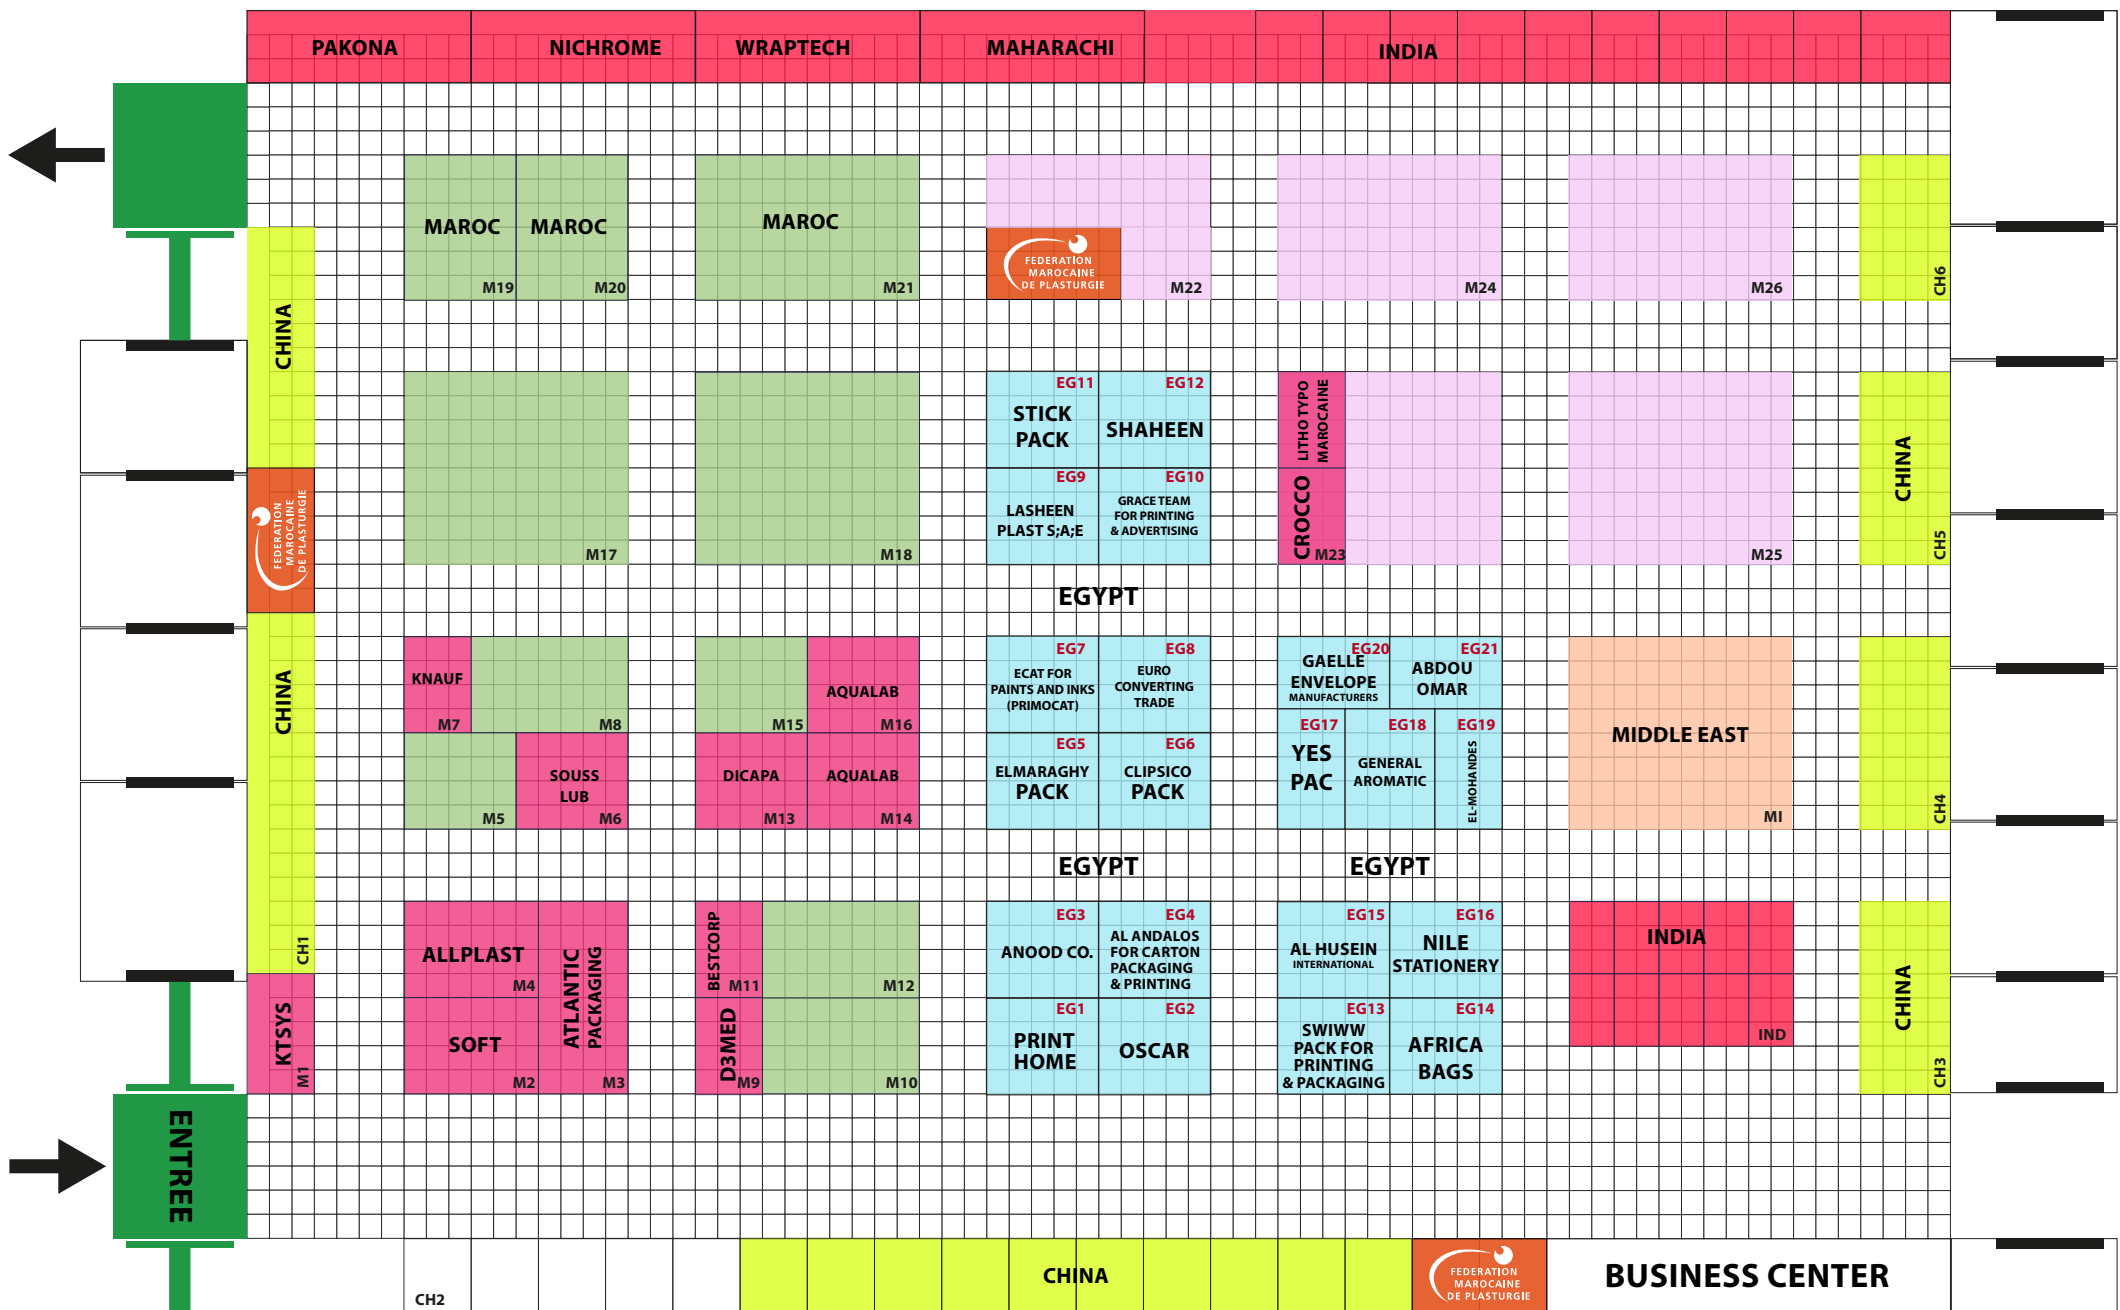 PAKONA
NICHROME
WRAPTECH
MAHARACHI
INDIA
MAROC
M19
MAROC
M20
MAROC
M21
FEDERATION
MAROCAINE
DE PLASTURGIE
M22
M24
M26
CH6
CHINA
M17
M18
EG11
STICK
PACK
EG12
SHAHEEN
EG9
LASHEEN
PLAST S;A;E
EG10
GRACE TEAM
FOR PRINTING
& ADVERTISING
LITHO TYPO
MAROCAINE
CROCCO
M23
M25
CHINA
CH5
FEDERATION
MAROCAINE
DE PLASTURGIE
EGYPT
CHINA
CH1
KNAUF
M7
M8
M5
SOUSS
LUB
M6
M15
AQUALAB
M16
DICAPA
M13
AQUALAB
M14
EG7
ECAT FOR
PAINTS AND INKS
(PRIMOCAT)
EG8
EURO
CONVERTING
TRADE
EG5
ELMARAGHY
PACK
EG6
CLIPSICO
PACK
EG20
GAELLE
ENVELOPE
MANUFACTURERS
EG21
ABDOU
OMAR
EG17
YES
PAC
EG18
GENERAL
AROMATIC
EG19
EL-MOHANDES
MIDDLE EAST
MI
CH4
EGYPT
EGYPT
KTSYS
M1
ALLPLAST
M4
SOFT
M2
ATLANTIC
PACKAGING
M3
BESTCORP
M11
M12
D3MED
M9
M10
EG3
ANOOD CO.
EG4
AL ANDALOS
FOR CARTON
PACKAGING
& PRINTING
EG1
PRINT
HOME
EG2
OSCAR
EG15
AL HUSEIN
INTERNATIONAL
EG16
NILE
STATIONERY
EG13
SWIWW
PACK FOR
PRINTING
& PACKAGING
EG14
AFRICA
BAGS
INDIA
IND
CHINA
CH3
ENTREE
CH2
CHINA
FEDERATION
MAROCAINE
DE PLASTURGIE
BUSINESS CENTER